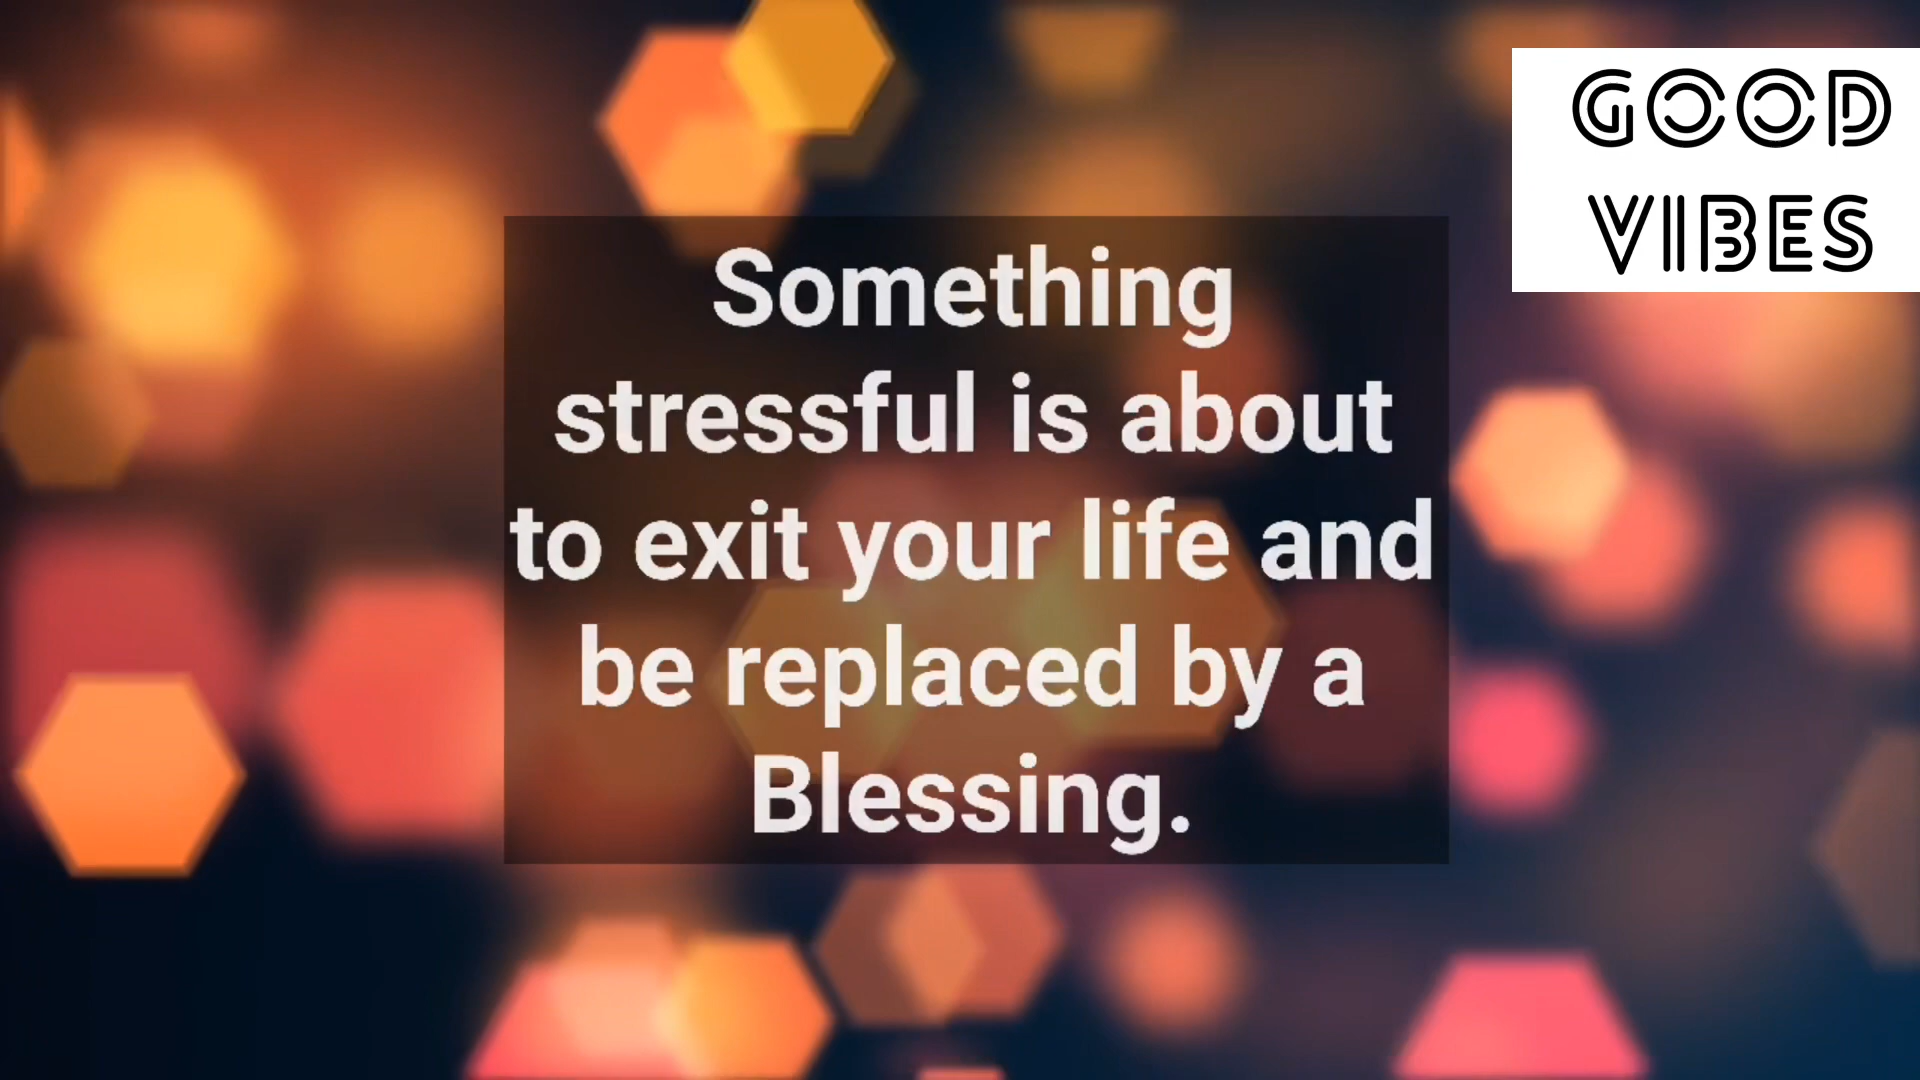 GOOD
VIBES
Something
stressful is about
to exit your life and
be replaced by a
Blessing.